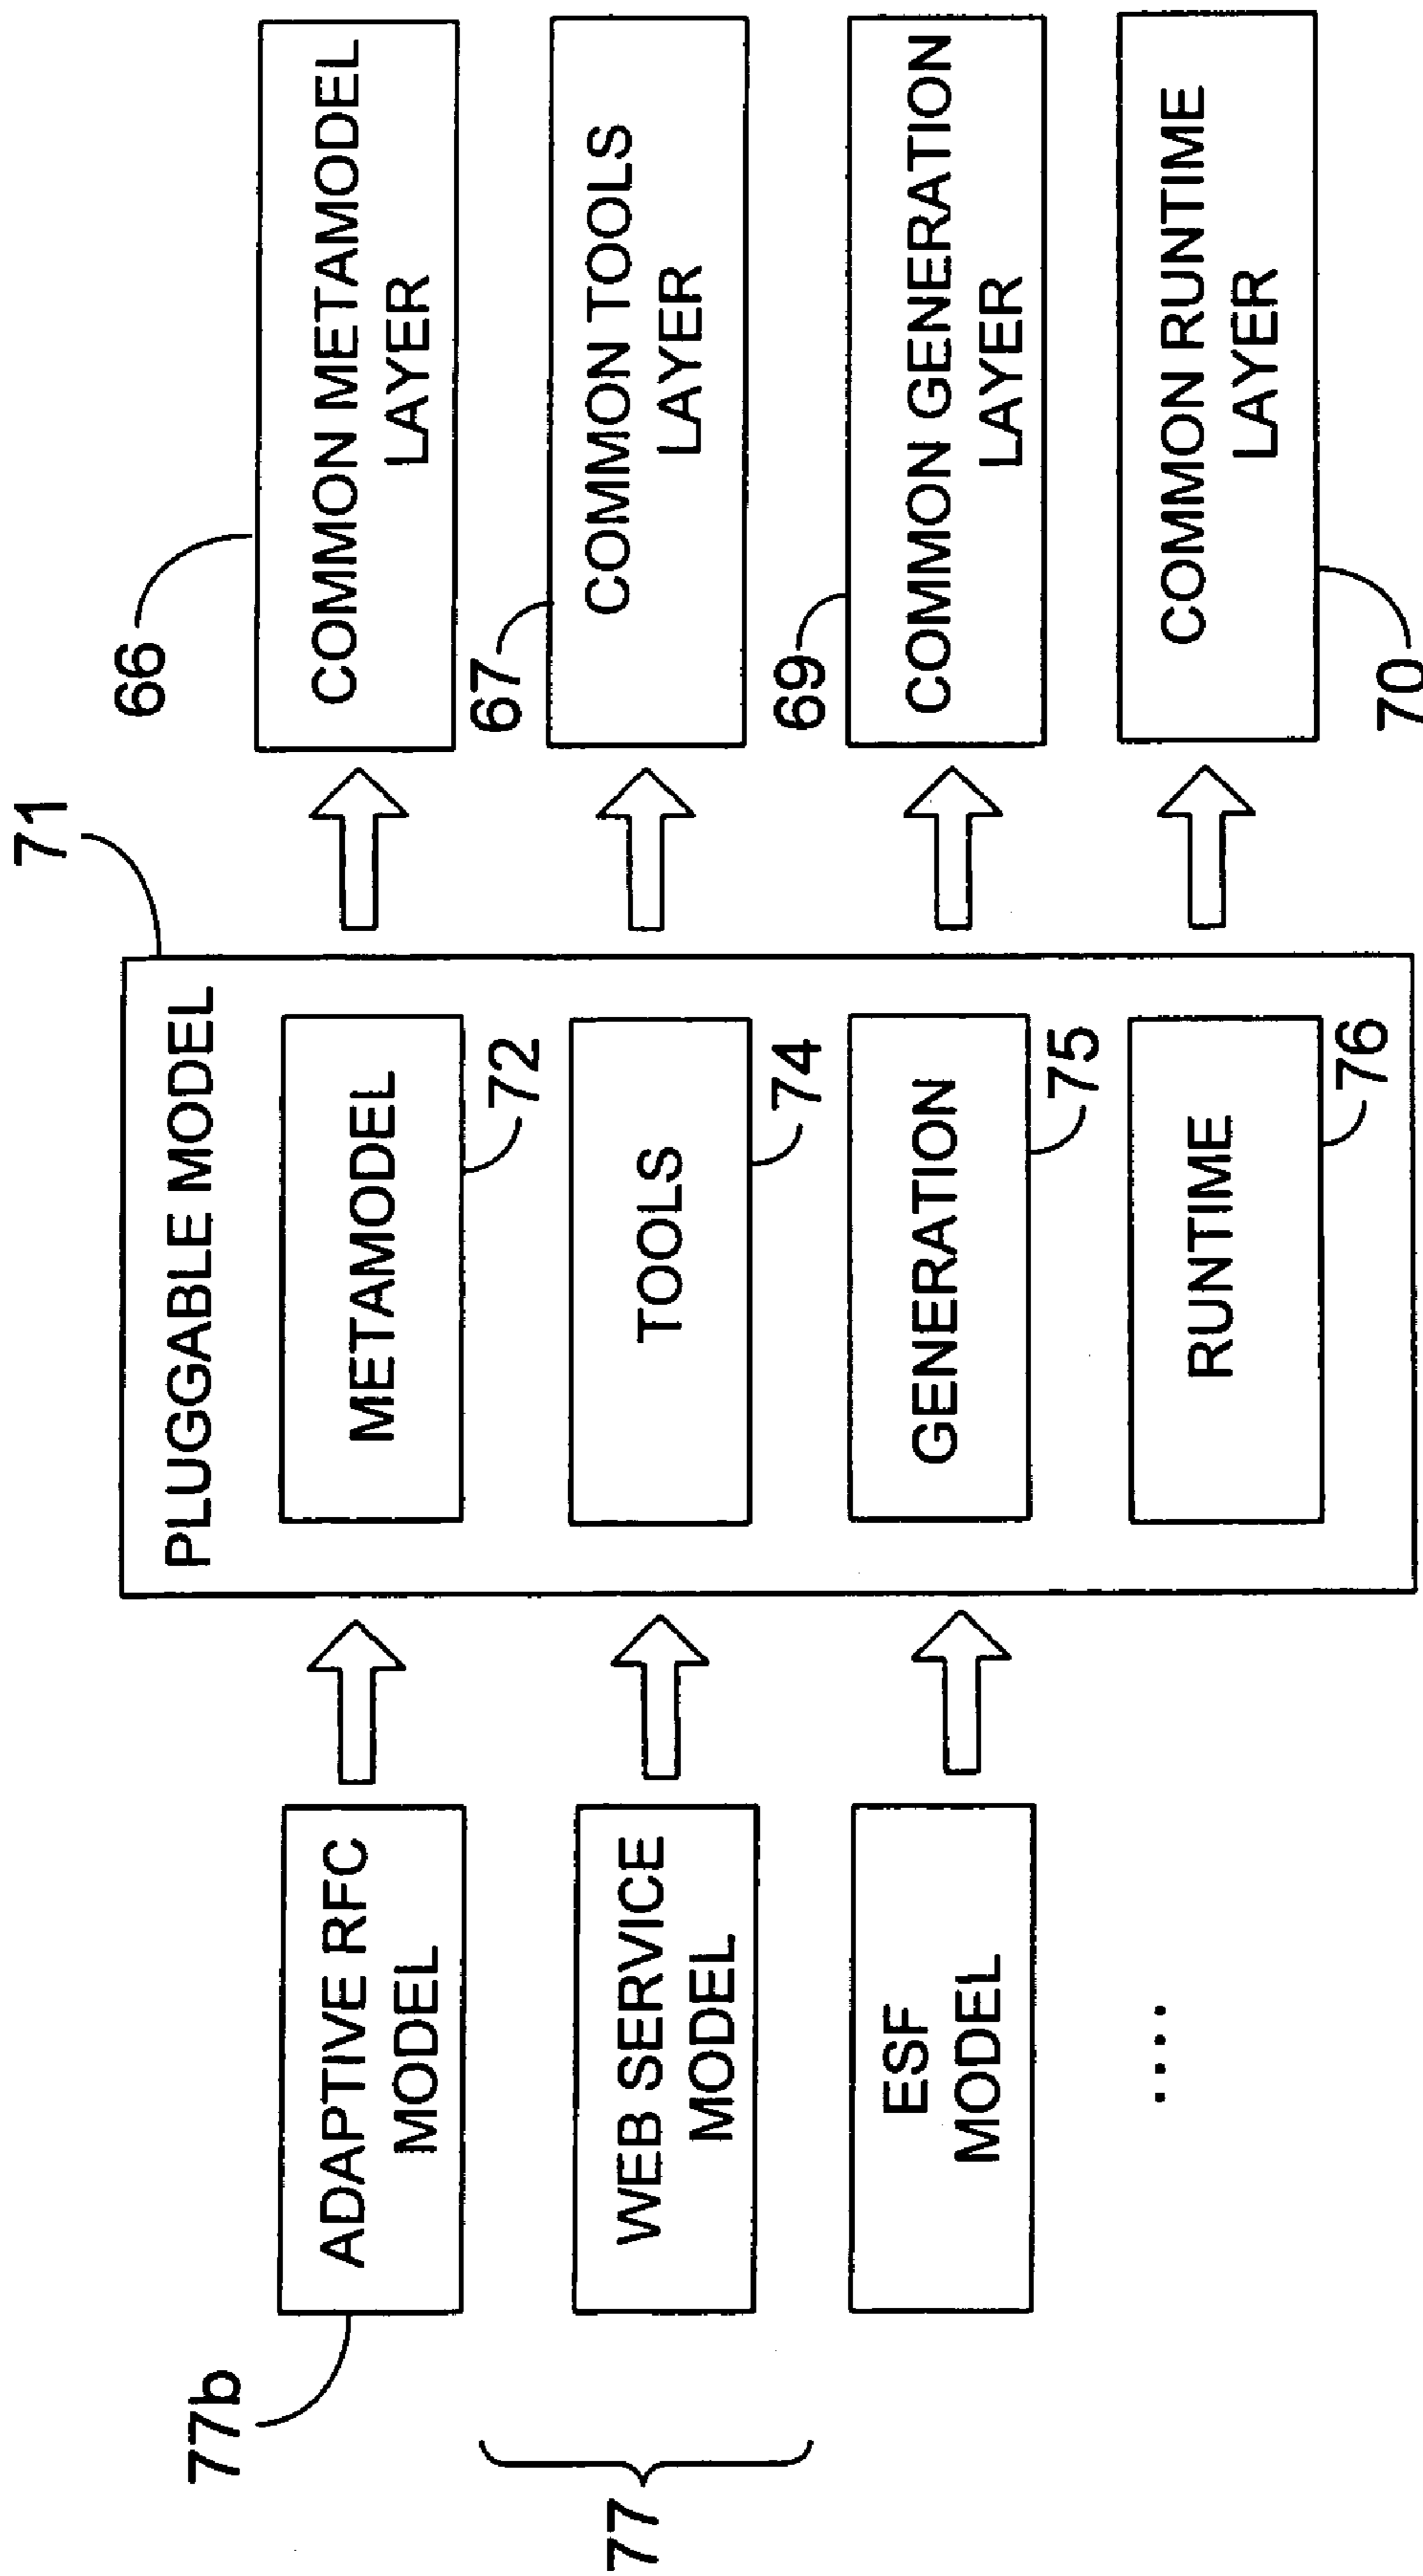 77b
77
ADAPTIVE RFC
MODEL
WEB SERVICE
MODEL
ESF
MODEL
....
71
PLUGGABLE MODEL
METAMODEL
72
TOOLS
74
GENERATION
75
RUNTIME
76
66
COMMON METAMODEL
LAYER
67
COMMON TOOLS
LAYER
69
COMMON GENERATION
LAYER
COMMON RUNTIME
LAYER
70